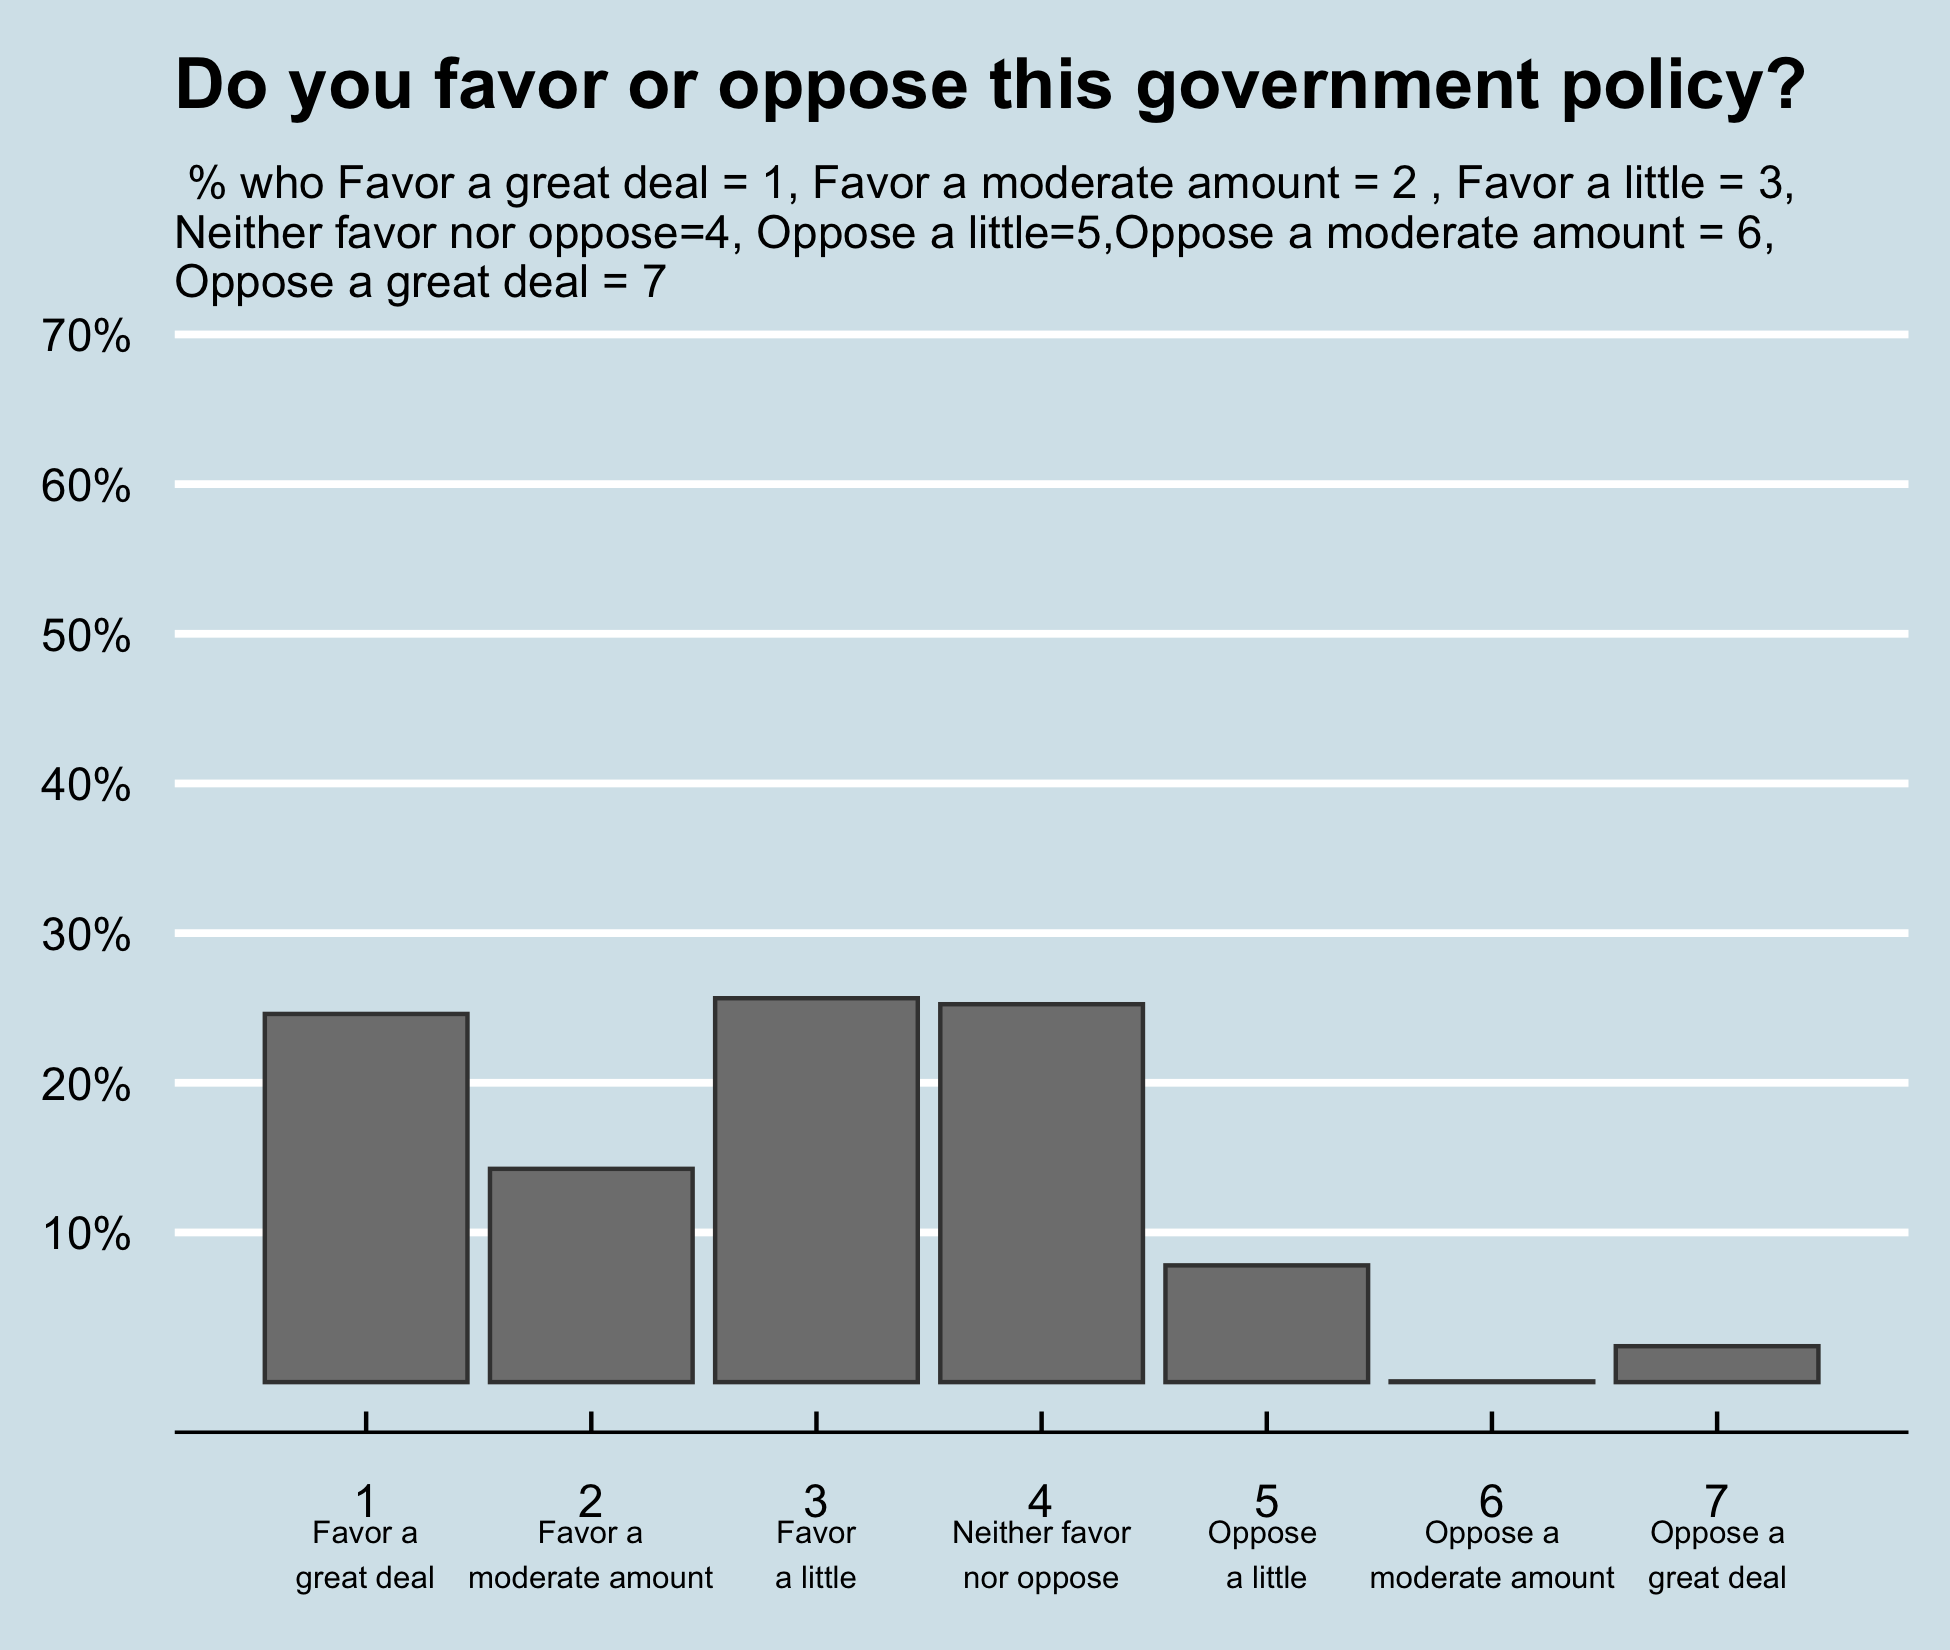 Do you favor or oppose this government policy?
% who Favor a great deal = 1, Favor a moderate amount = 2 , Favor a little = 3,
Neither favor nor oppose=4, Oppose a little=5,Oppose a moderate amount = 6,
Oppose a great deal = 7
70%
60%
50%
40%
30%
20%
10%
1 2 3 4 5 6 7
Favor a Favor a Favor Neither favor Oppose Oppose a Oppose a
great deal moderate amount a little nor oppose a little moderate amount great deal